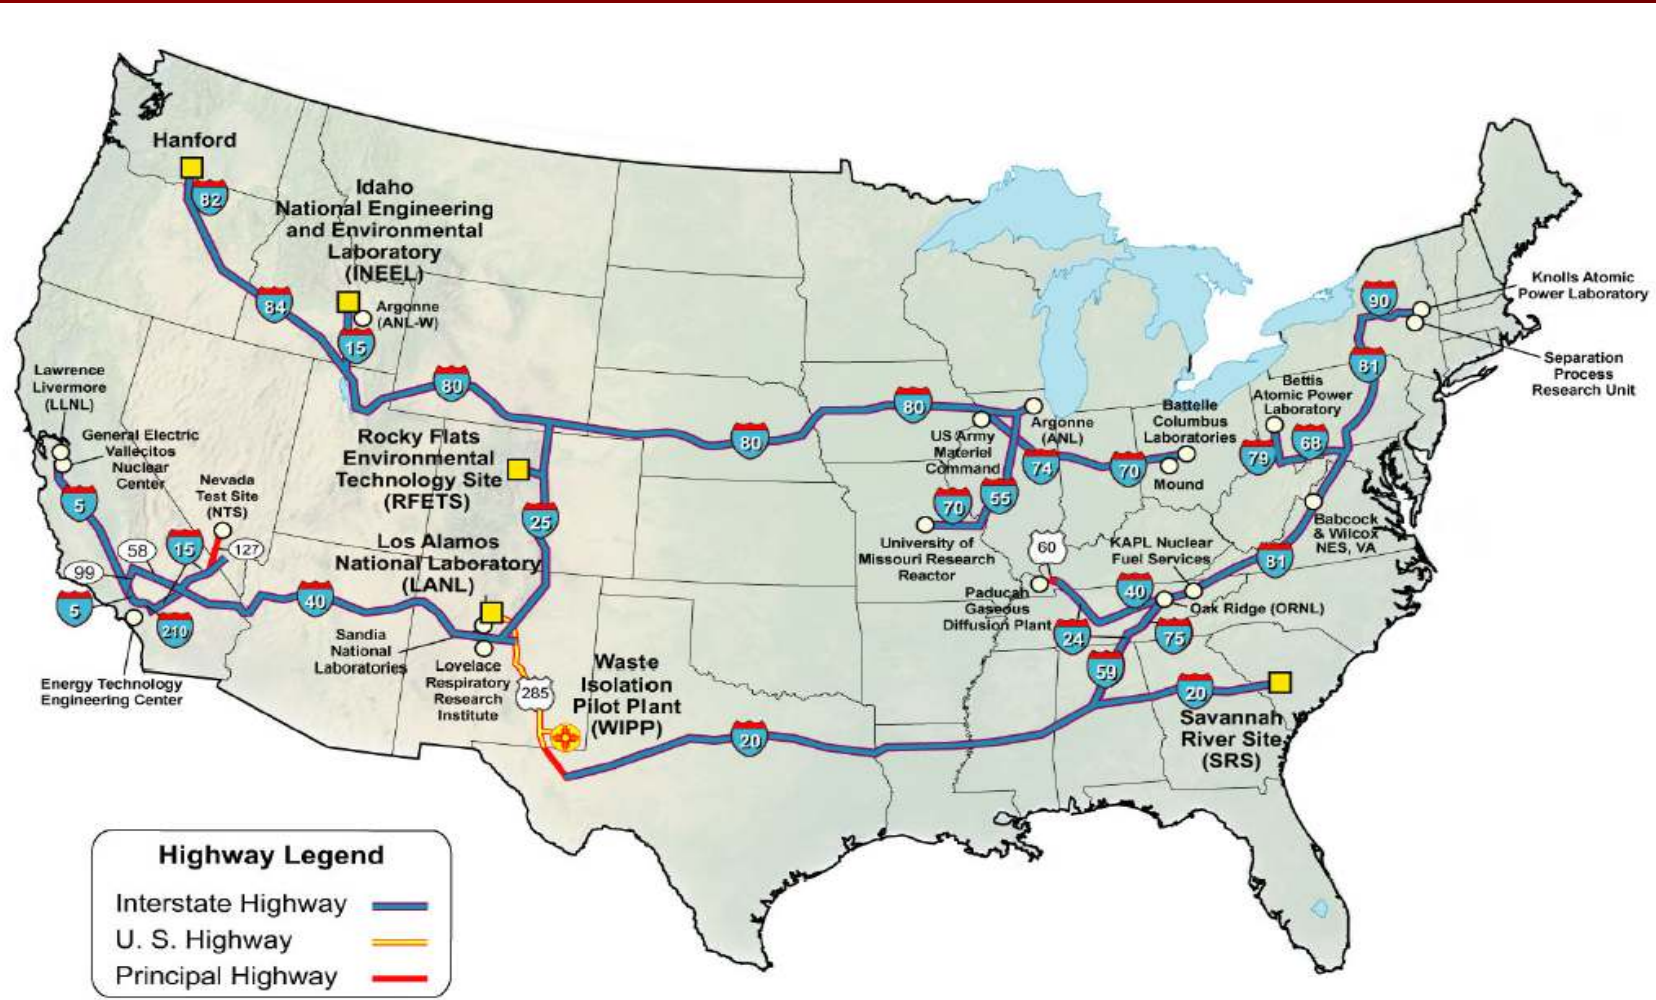 Hanford
82
Idaho
National Engineering
and Environmental
Laboratory
(INEEL)
84
Argonne
(ANL-W)
15
Lawrence
Livermore
(LLNL)
General Electric
Vallecitos
Nuclear
Center
5
Nevada
Test Site
(NTS)
58
15
127
99
5
210
Energy Technology
Engineering Center
40
80
Rocky Flats
Environmental
Technology Site
(RFETS)
25
Los Alamos
National Laboratory
(LANL)
Sandia
National
Laboratories
Lovelace
Respiratory
Research
Institute
285
Waste
Isolation
Pilot Plant
(WIPP)
80
80
US Army
Materiel
Command
Argonne
(ANL)
74
70
Battelle
Columbus
Laboratories
Mound
70
55
University of
Missouri Research
Reactor
60
Paducah
Gaseous
Diffusion Plant
24
40
KAPL Nuclear
Fuel Services
Oak Ridge (ORNL)
75
59
20
20
Savannah
River Site
(SRS)
81
Babcock
& Wilcox
NES, VA
Bettis
Atomic Power
Laboratory
79
68
81
90
Knolls Atomic
Power Laboratory
Separation
Process
Research Unit
Highway Legend
Interstate Highway
U. S. Highway
Principal Highway